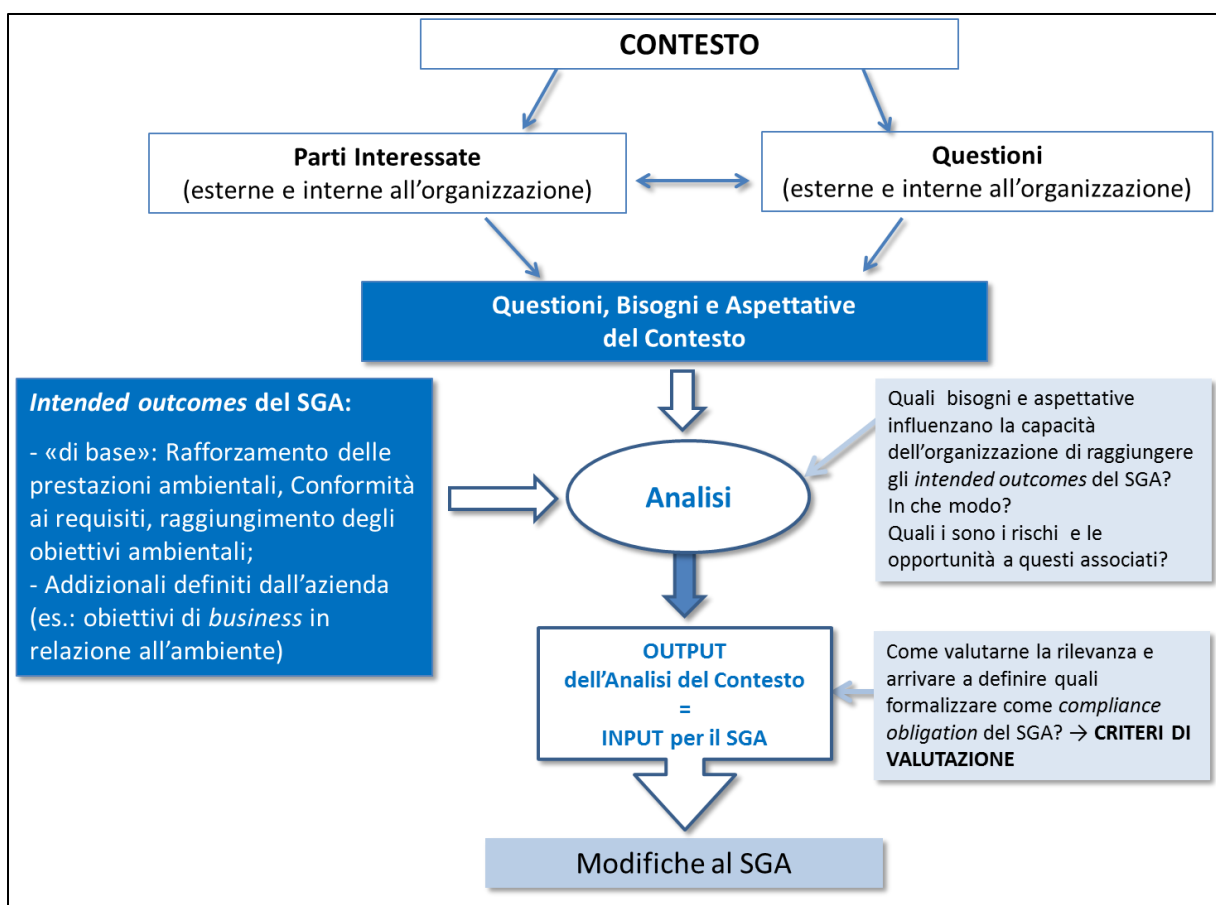 CONTESTO
Parti Interessate
(esterne e interne all’organizzazione)
Questioni
(esterne e interne all’organizzazione)
Questioni, Bisogni e Aspettative
del Contesto
Intended outcomes del SGA:
- «di base»: Rafforzamento delle
prestazioni ambientali, Conformità
ai requisiti, raggiungimento degli
obiettivi ambientali;
- Addizionali definiti dall’azienda
(es.: obiettivi di business in
relazione all’ambiente)
Analisi
Quali bisogni e aspettative
influenzano la capacità
dell’organizzazione di raggiungere
gli intended outcomes del SGA?
In che modo?
Quali i sono i rischi e le
opportunità a questi associati?
OUTPUT
dell’Analisi del Contesto
=
INPUT per il SGA
Come valutarne la rilevanza e
arrivare a definire quali
formalizzare come compliance
obligation del SGA? → CRITERI DI
VALUTAZIONE
Modifiche al SGA